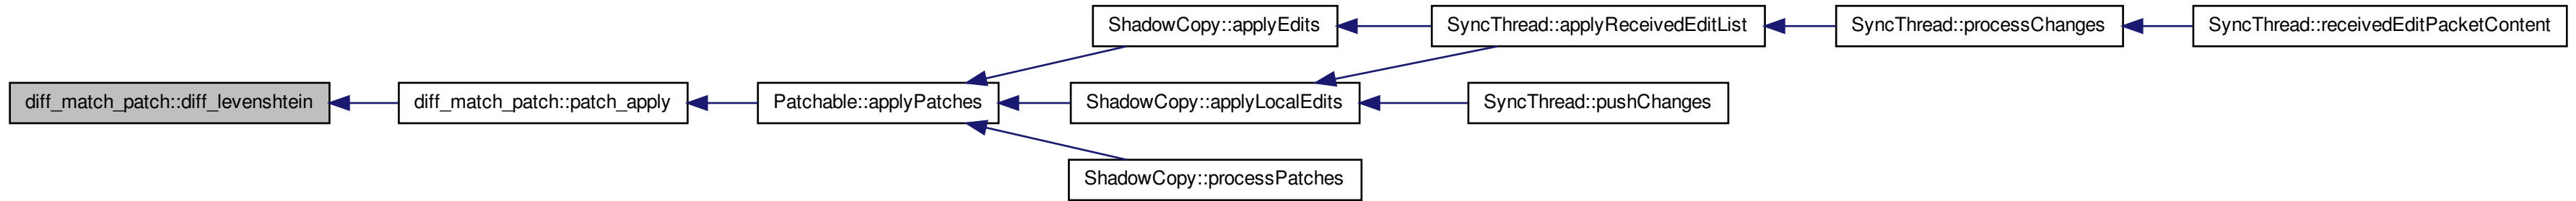 ShadowCopy::applyEdits
SyncThread::applyReceivedEditList
SyncThread::processChanges
SyncThread::receivedEditPacketContent
diff_match_patch::diff_levenshtein
diff_match_patch::patch_apply
Patchable::applyPatches
ShadowCopy::applyLocalEdits
SyncThread::pushChanges
ShadowCopy::processPatches